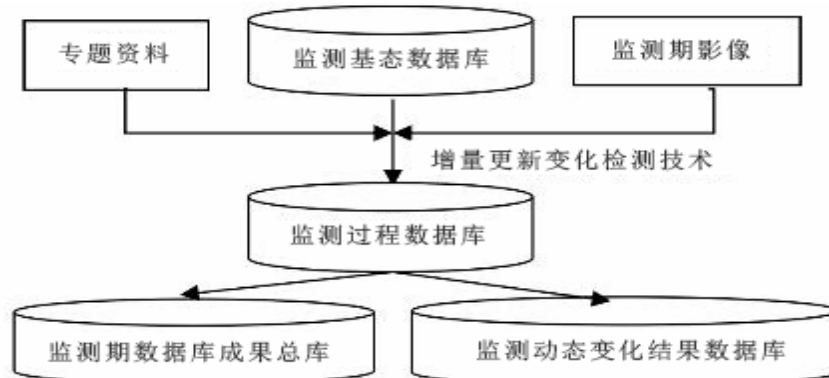 专题资料
监测基态数据库
监测期影像
增量更新变化检测技术
监测过程数据库
监测期数据库成果总库
监测动态变化结果数据库